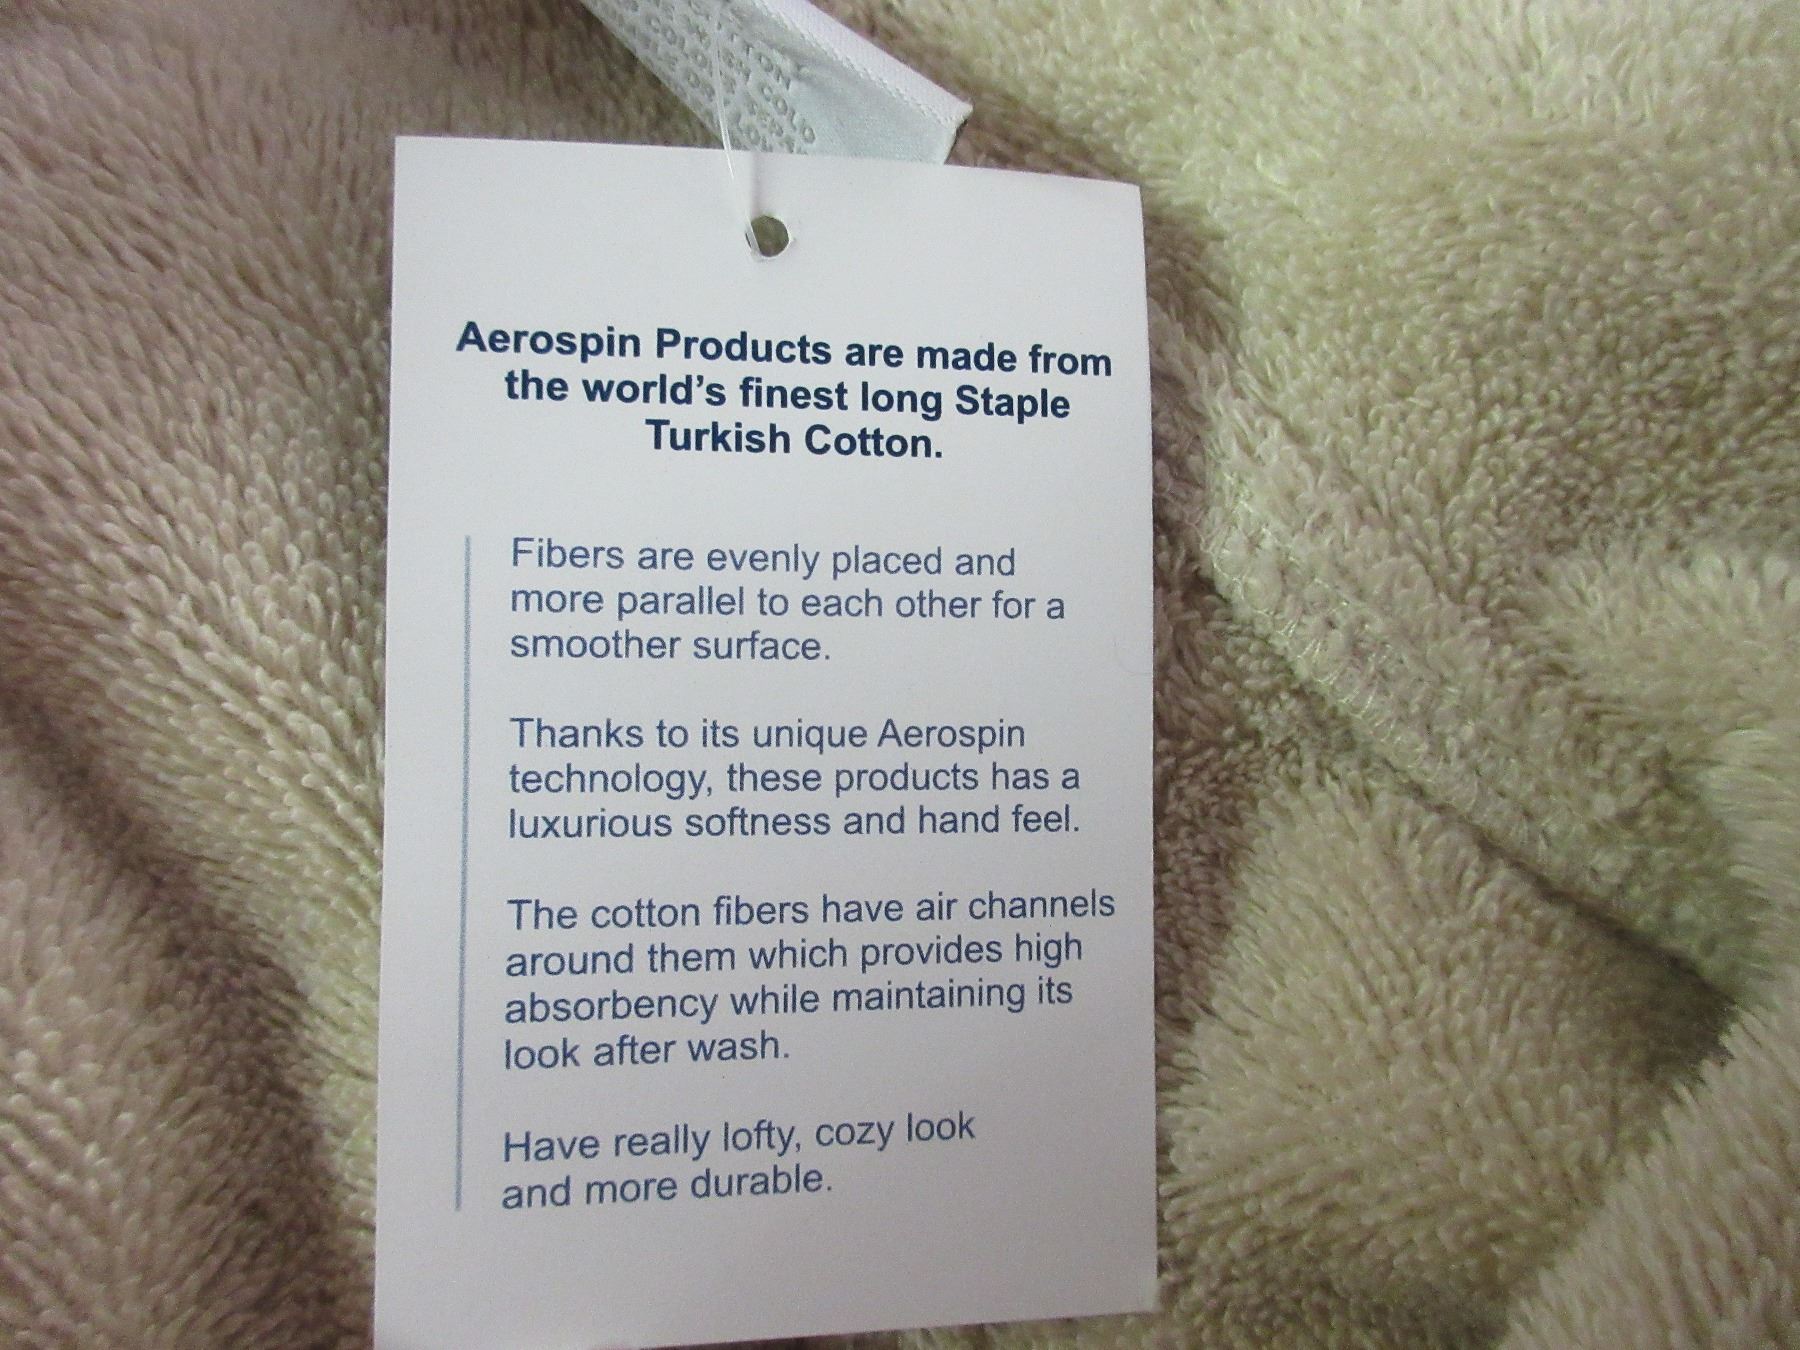 COLD
Aerospin Products are made from
the world's finest long Staple
Turkish Cotton.
Fibers are evenly placed and
more parallel to each other for a
smoother surface.
Thanks to its unique Aerospin
technology, these products has a
luxurious softness and hand feel.
The cotton fibers have air channels
around them which provides high
absorbency while maintaining its
look after wash.
Have really lofty, cozy look
and more durable.